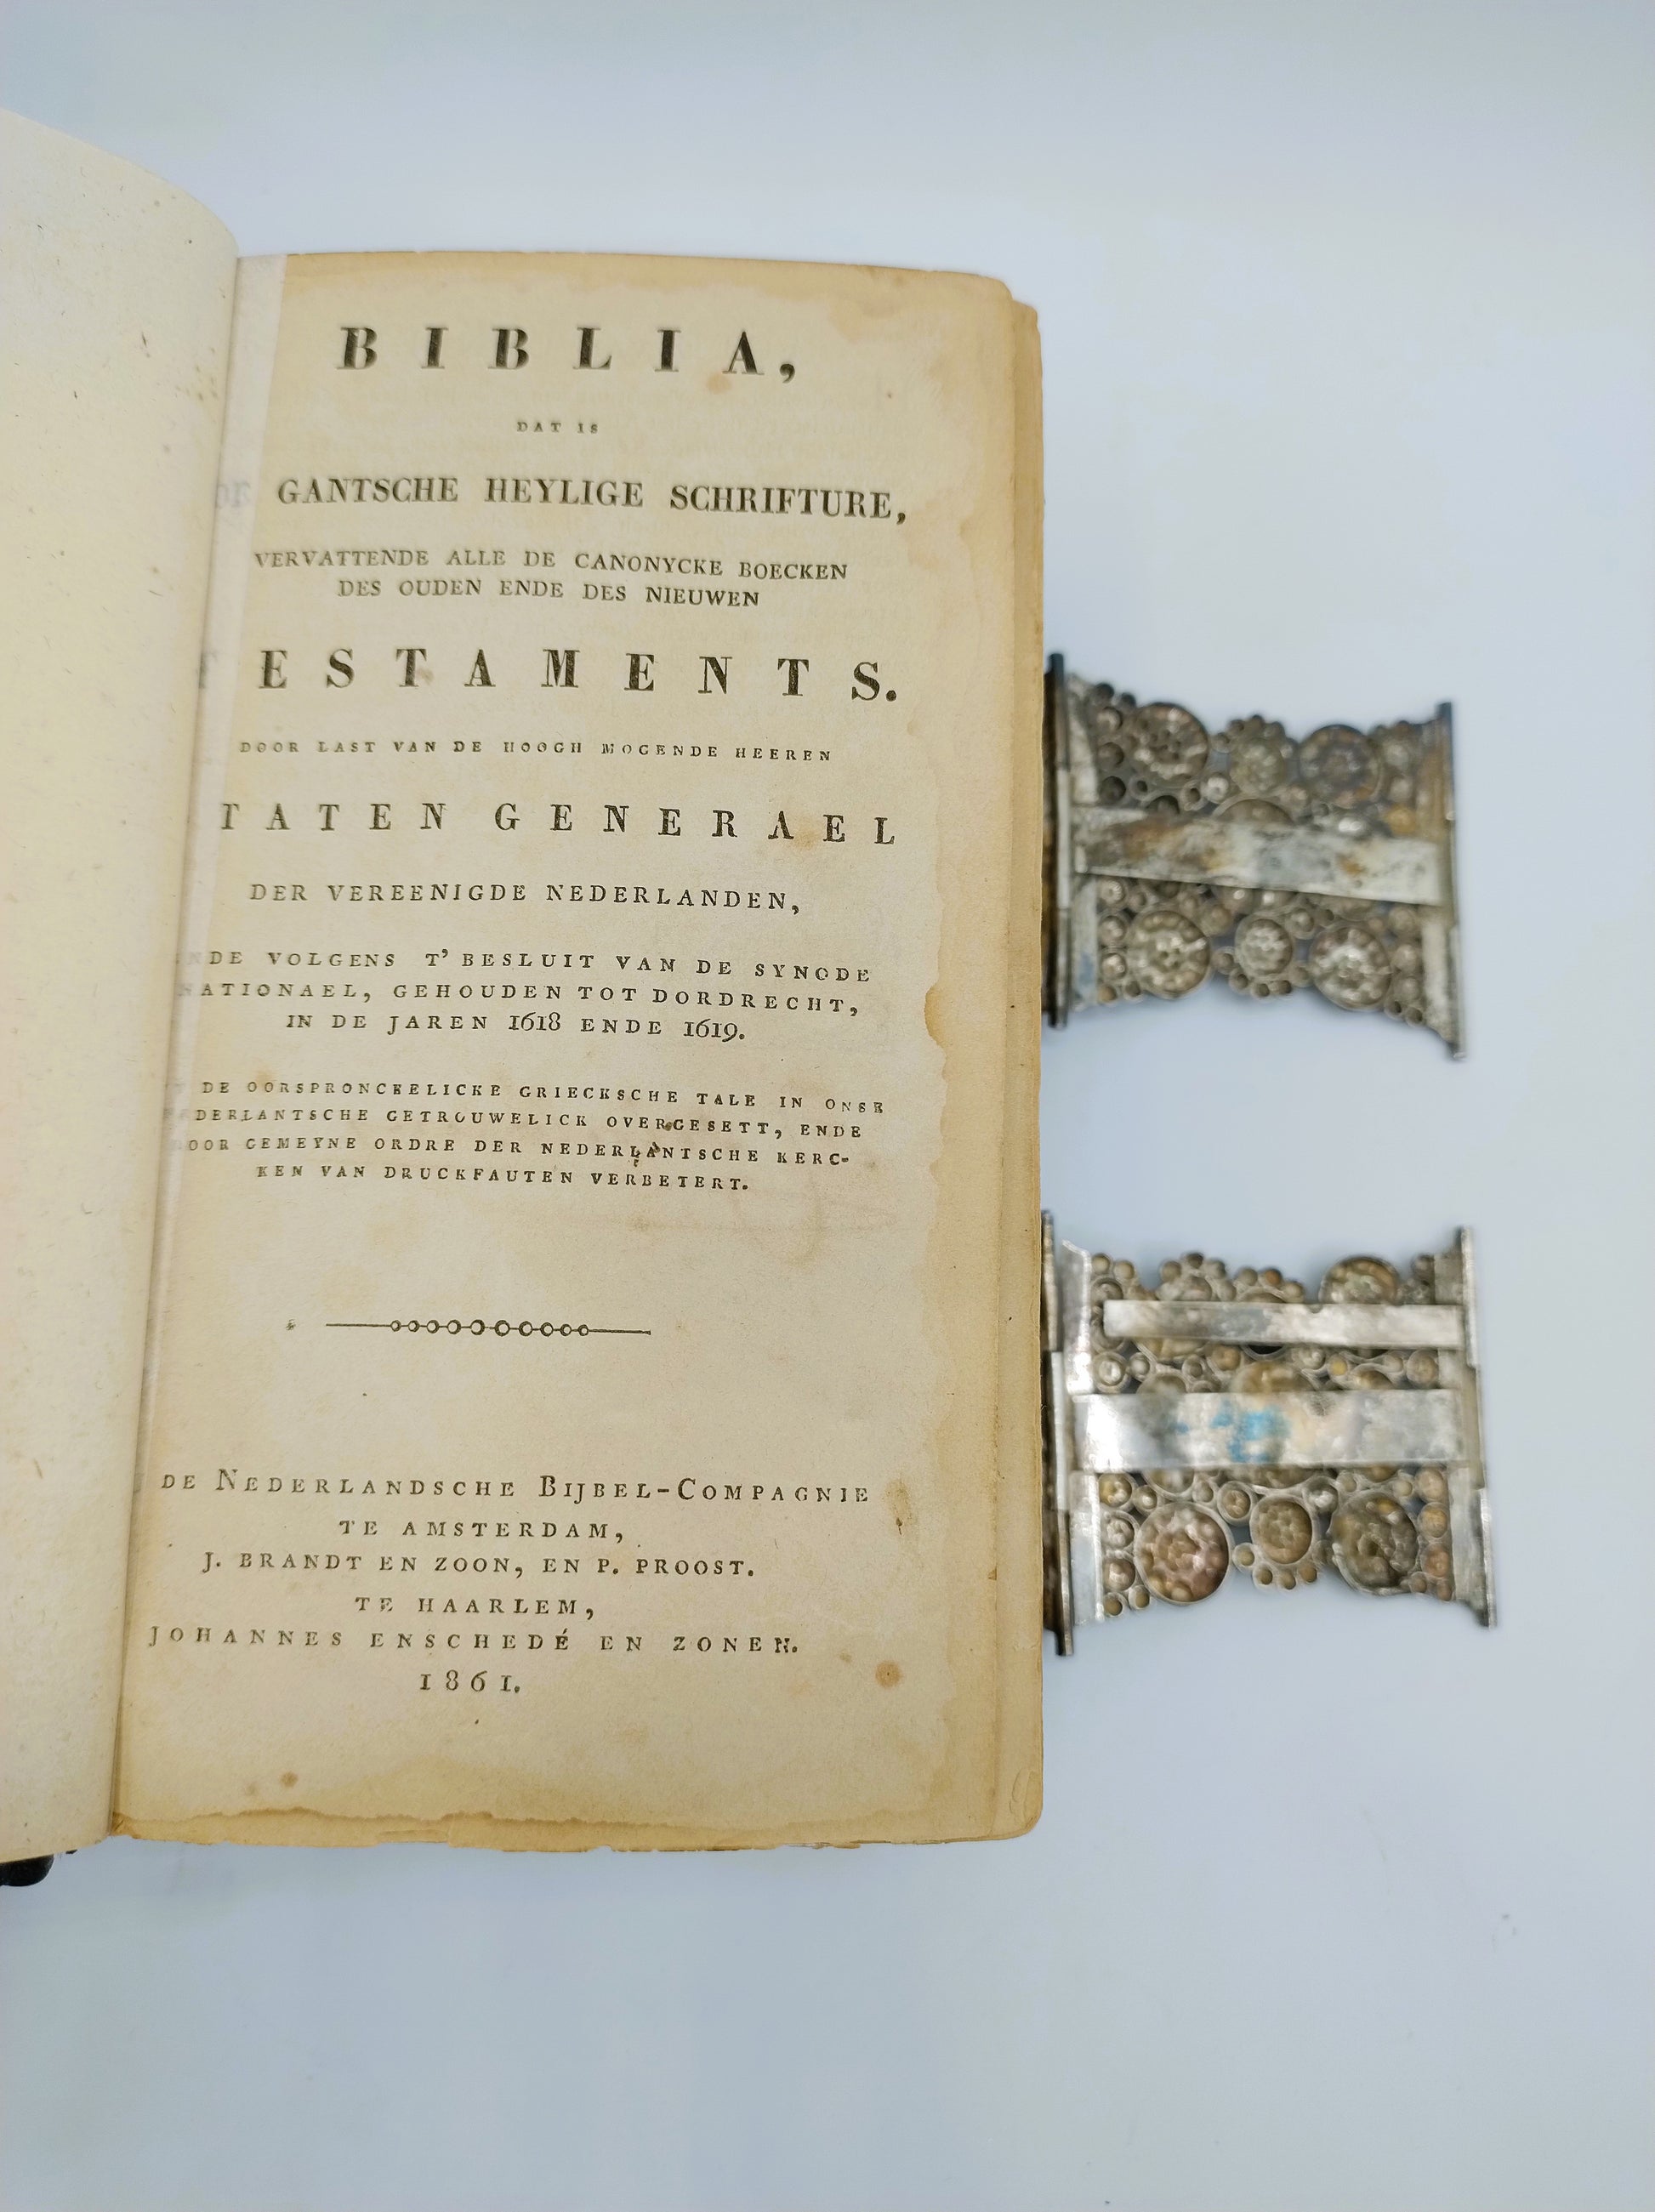 BIBLIA,
DAT IS
GANTSCHE HEYLIGE SCHRIFTURE,
VERVATTENDE ALLE DE CANONYCKE BOECKEN
DES OUDEN ENDE DES NIEUWEN
TESTAMENTS.
DOOR LAST VAN DE HOOGH MOGENDE HEEREN
TATEN GENERAEL
DER VEREENIGDE NEDERLANDEN,
NDE VOLGENS T' BESLUIT VAN DE SYNODE
NATIONAEL, GEHOUDEN TOT DORDRECHT,
IN DE JAREN 1618 ENDE 1619.
DE OORSPRONCKELICKE GRIECKSCHE TALE IN ONSE
EDERLANTSCHE GETROUWELICK OVERGESETT, ENDE
OOR GEMEYNE ORDRE DER NEDERLANTSCHE KERC-
KEN VAN DRUCKFAUTEN VERBETERT.
DE NEDERLANDSCHE BIJBEL-COMPAGNIE
TE AMSTERDAM,
J. BRANDT EN ZOON, EN P. PROOST.
TE HAARLEM,
JOHANNES ENSCHEDÉ EN ZONEN.
1861.